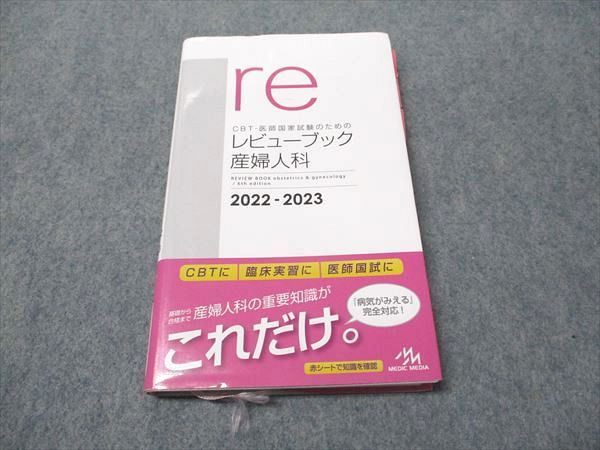 re
CBT・医師国家試験のための
レビューブック
産婦人科
REVIEW BOOK obstetrics & gynecology
/ 6th edition
2022-2023
CBTに 臨床実習に 医師国試に
基礎から
合格まで 産婦人科の重要知識が
これだけ。
「病気がみえる」
完全対応!
赤シートで知識を確認
MEDIC MEDIA